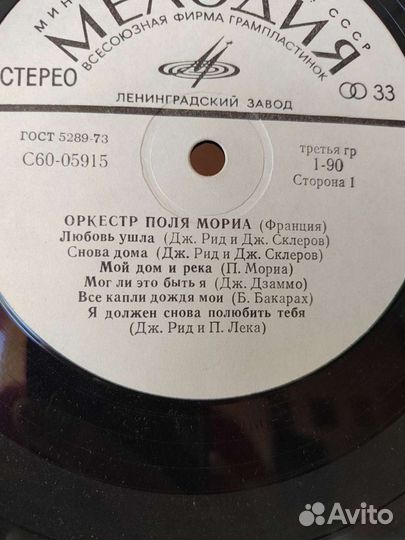 МИН СССР
МЕЛОДИЯ
ВСЕСОЮЗНАЯ ФИРМА ГРАМПЛАСТИНОК
СТЕРЕО
33
ЛЕНИНГРАДСКИЙ ЗАВОД
ГОСТ 5289-73
третья гр
С60-05915
1-90
Сторона 1
ОРКЕСТР ПОЛЯ МОРИА (Франция)
Любовь ушла (Дж. Рид и Дж. Склеров)
Снова дома (Дж. Рид и Дж. Склеров)
Мой дом и река (П. Мориа)
Мог ли это быть я (Дж. Дзаммо)
Все капли дождя мои (Б. Бакарах)
Я должен снова полюбить тебя
(Дж. Рид и П. Лека)
Avito